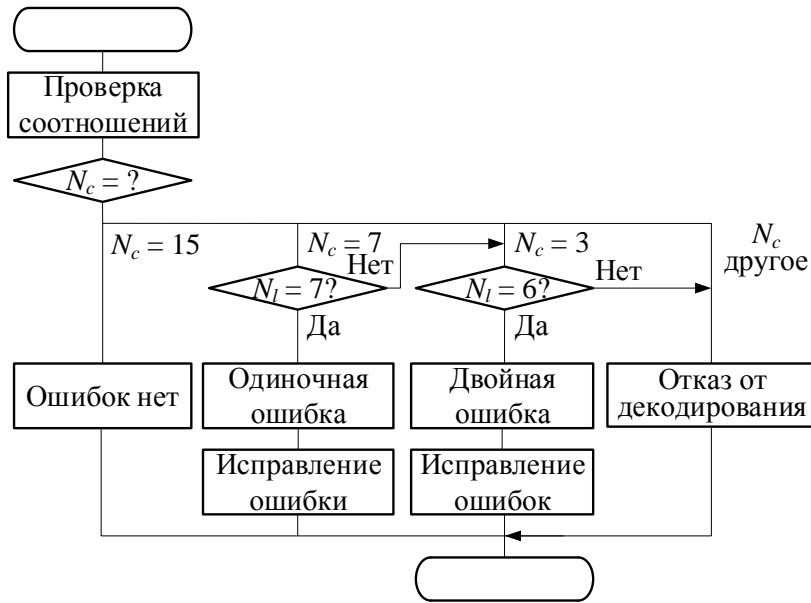 Проверка
соотношений
N_c = ?
N_c = 15
N_c = 7
N_c = 3
N_c
другое
Нет
N_l = 7?
N_l = 6?
Нет
Да
Да
Ошибок нет
Одиночная
ошибка
Двойная
ошибка
Отказ от
декодирования
Исправление
ошибки
Исправление
ошибок